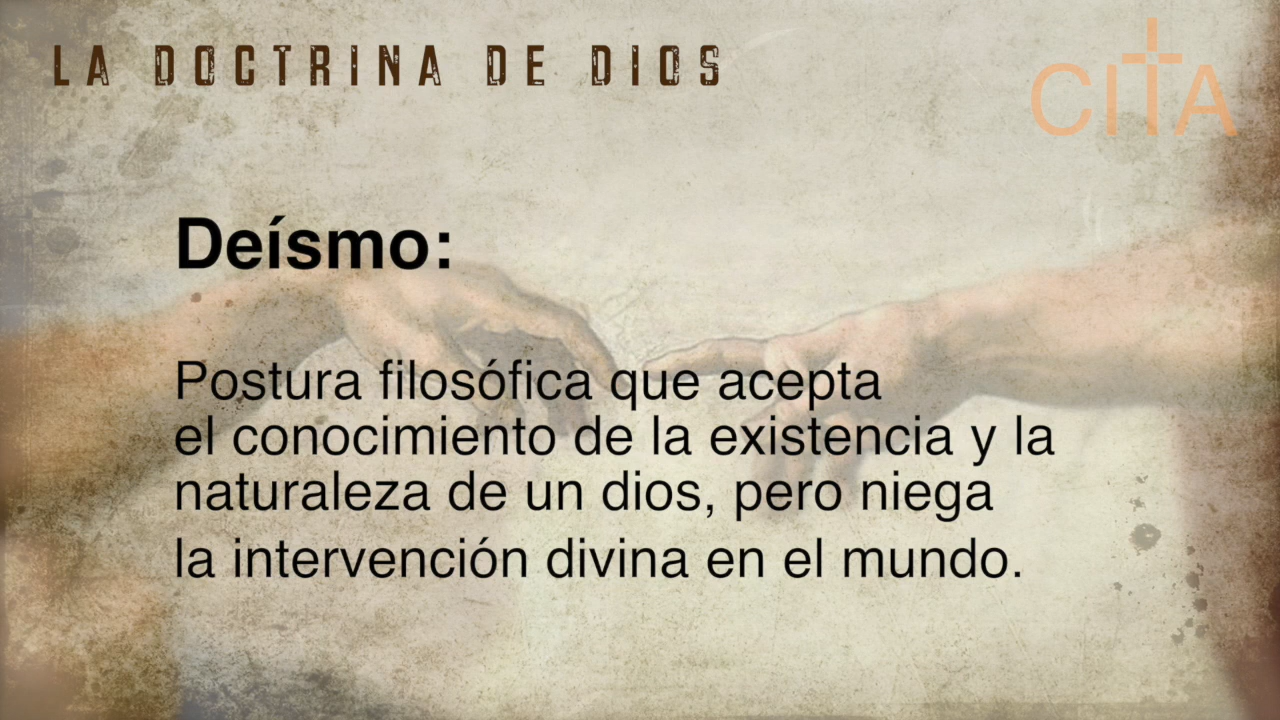 LA DOCTRINA DE DIOS
CITA
Deísmo:
Postura filosófica que acepta
el conocimiento de la existencia y la
naturaleza de un dios, pero niega
la intervención divina en el mundo.